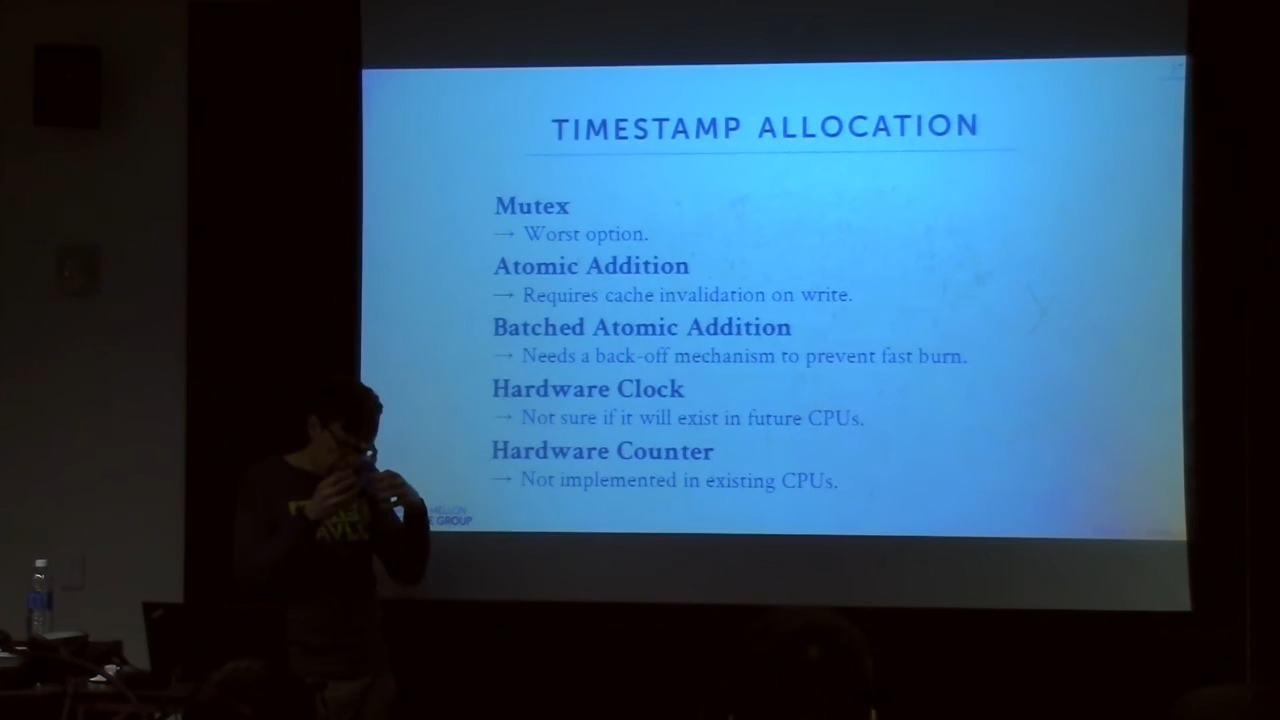 TIMESTAMP ALLOCATION
Mutex
→ Worst option.
Atomic Addition
→ Requires cache invalidation on write.
Batched Atomic Addition
→ Needs a back-off mechanism to prevent fast burn.
Hardware Clock
→ Not sure if it will exist in future CPUs.
Hardware Counter
→ Not implemented in existing CPUs.
MELLON
GROUP